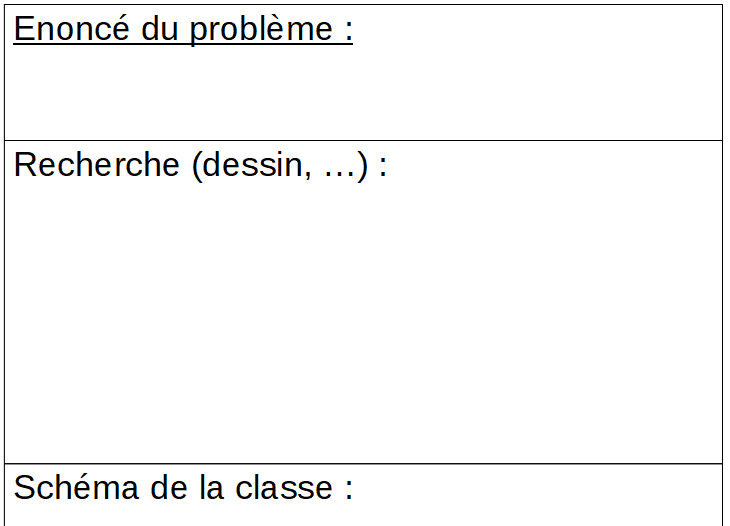 Enoncé du problème :
Recherche (dessin, …) :
Schéma de la classe :